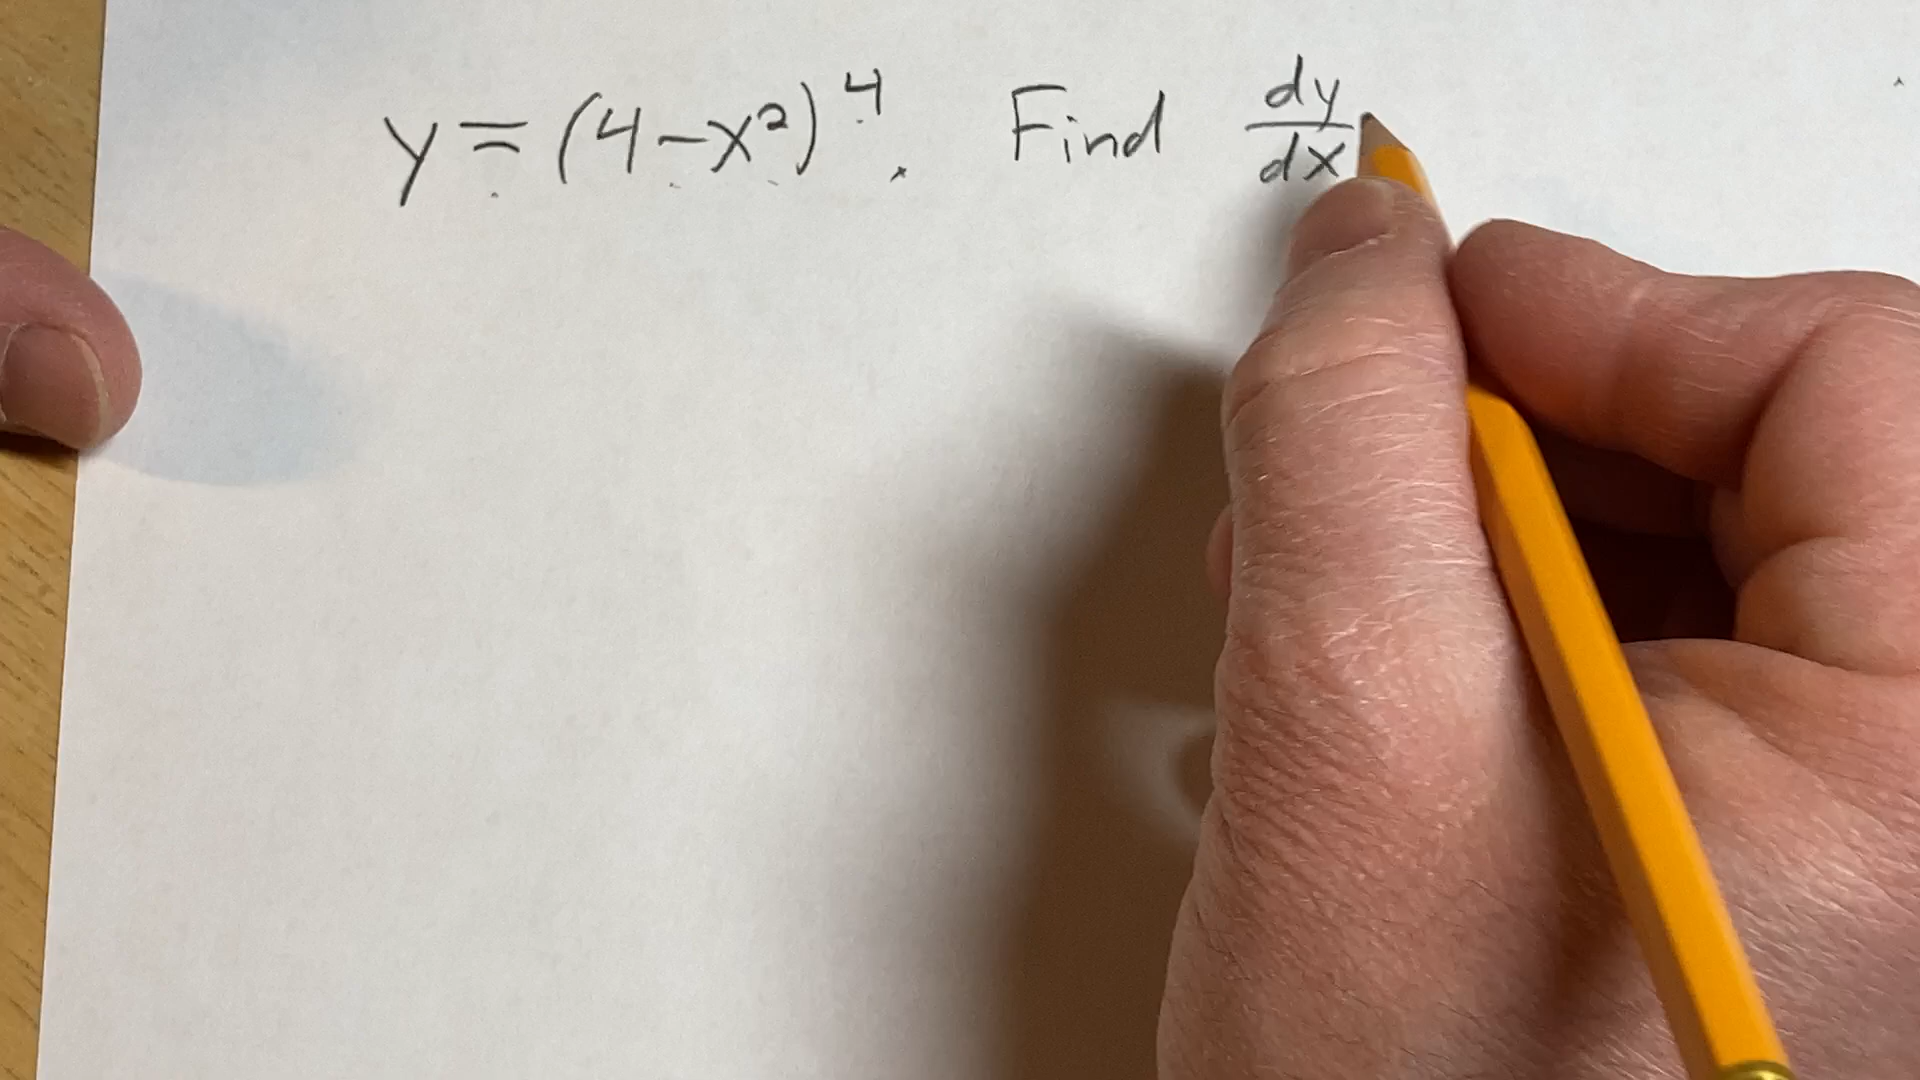 y = (4-x²)⁴. Find dy/dx